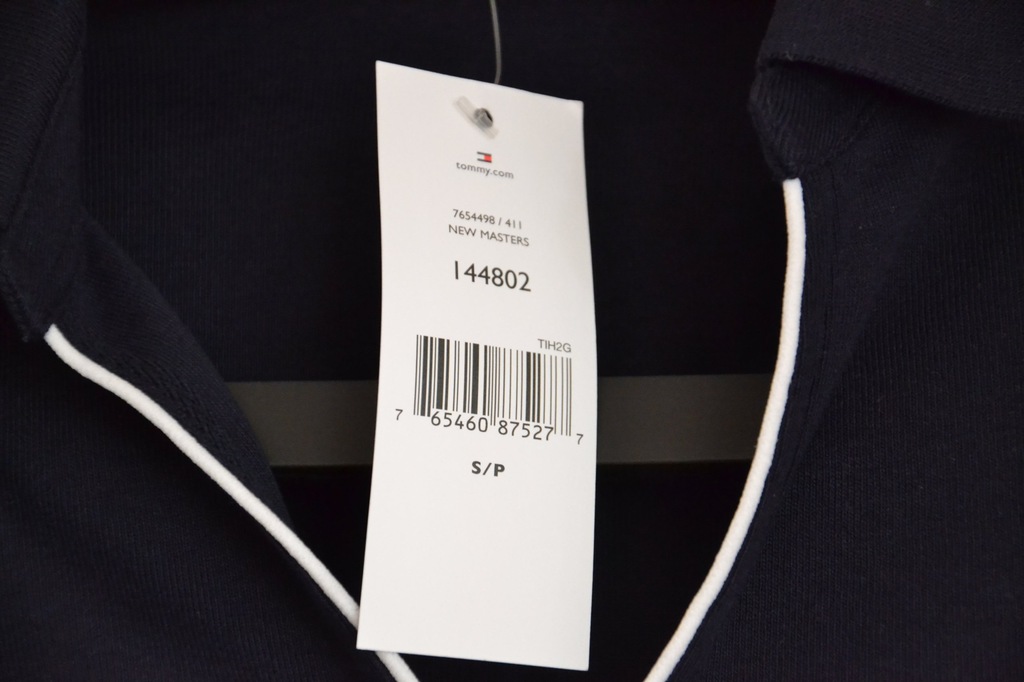 tommy.com
7654498 / 411
NEW MASTERS
144802
TIH2G
7 65460 87527 7
S/P